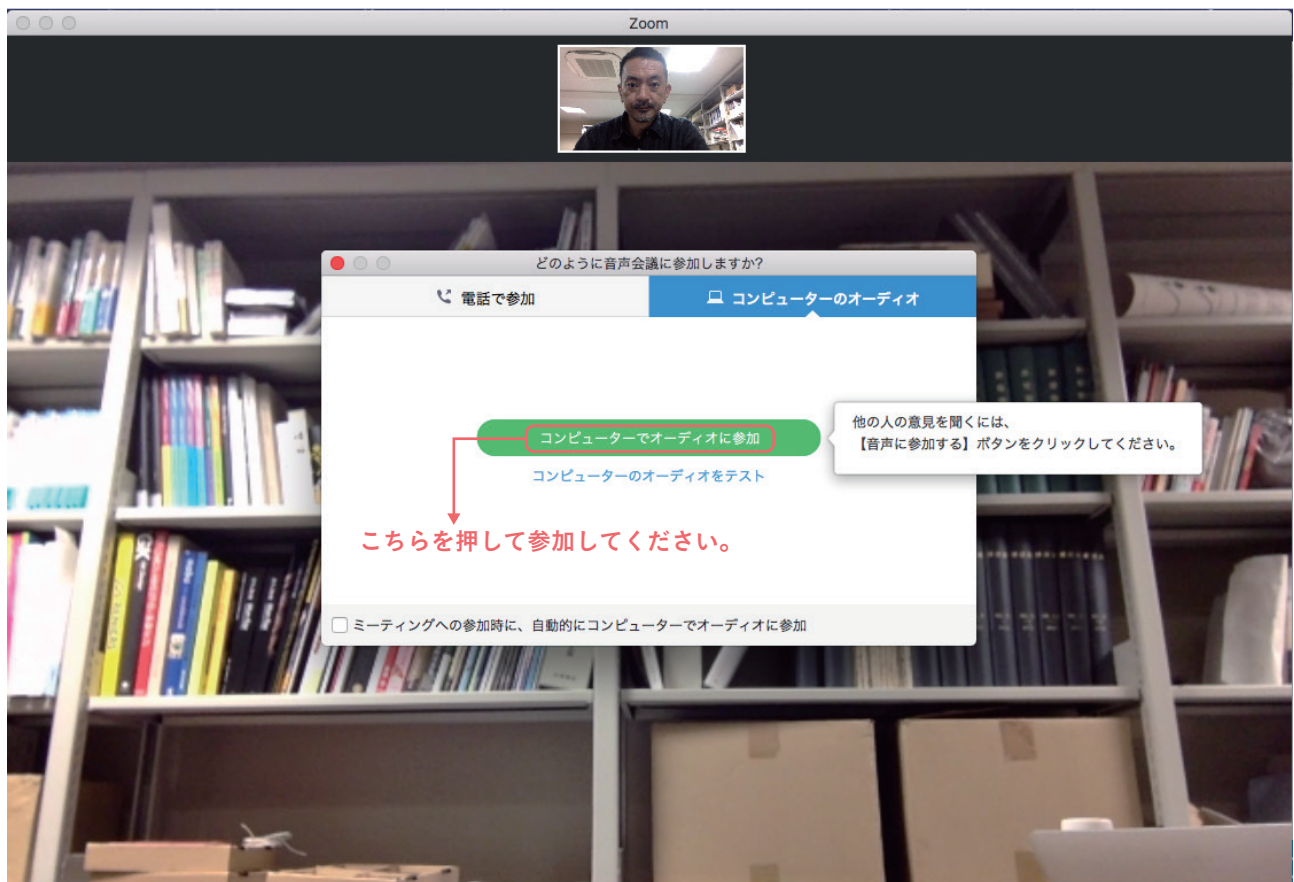 Zoom
どのように音声会議に参加しますか?
電話で参加
コンピューターのオーディオ
コンピューターでオーディオに参加
他の人の意見を聞くには、
【音声に参加する】ボタンをクリックしてください。
コンピューターのオーディオをテスト
こちらを押して参加してください。
ミーティングへの参加時に、自動的にコンピューターでオーディオに参加